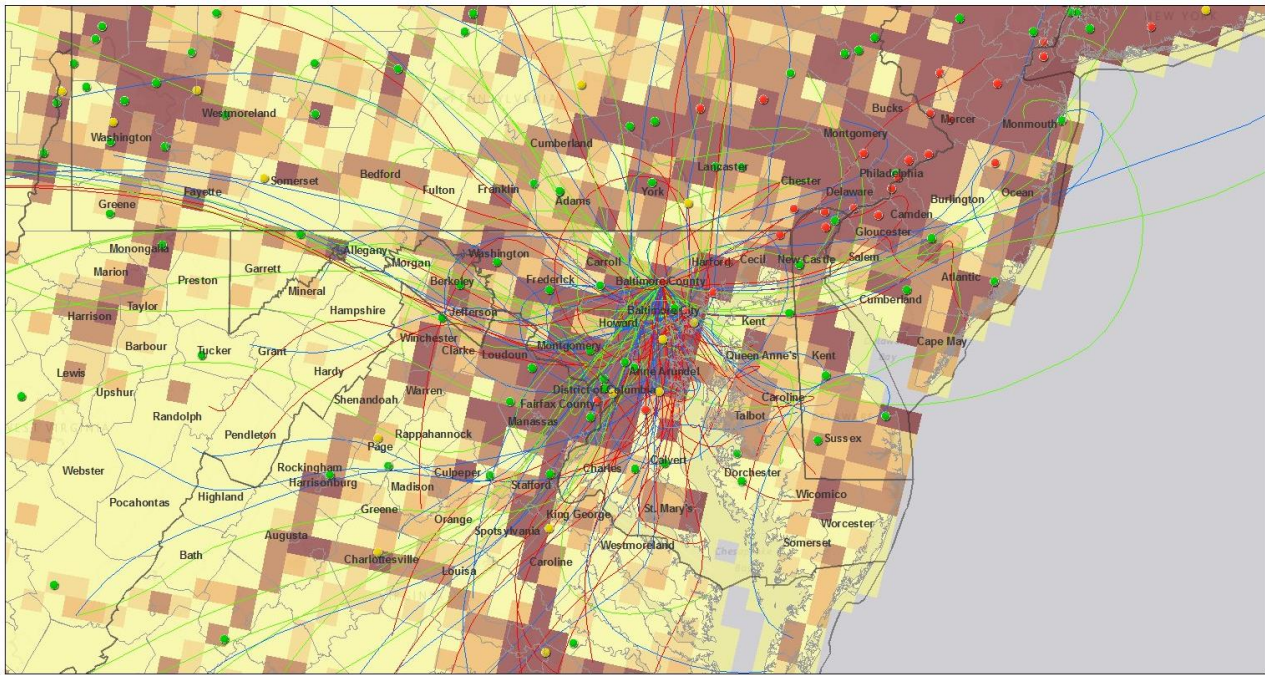 NEW YORK
Bucks
Mercer
Monmouth
Washington
Westmoreland
Cumberland
Montgomery
Lancaster
Philadelphia
Bedford
Somerset
Fayette
Fulton
Franklin
York
Chester
Delaware
Ocean
Burlington
Greene
Adams
Camden
Gloucester
Monongalia
Allegany
Washington
Carroll
Harford
Cecil
New Castle
Salem
Marion
Garrett
Morgan
Preston
Berkeley
Frederick
Baltimore County
Atlantic
Mineral
Cumberland
Taylor
Hampshire
Jefferson
Baltimore City
Harrison
Howard
Kent
Winchester
Cape May
Barbour
Tucker
Grant
Clarke
Loudoun
Montgomery
Queen Anne's
Kent
Lewis
Hardy
Anne Arundel
Upshur
Warren
District of Columbia
Caroline
Shenandoah
Fairfax County
Randolph
Talbot
Manassas
Pendleton
Page
Rappahannock
Sussex
Webster
Rockingham
Culpeper
Charles
Calvert
Harrisonburg
Stafford
Dorchester
Madison
Highland
Wicomico
Pocahontas
Greene
St. Mary's
Orange
King George
Worcester
Augusta
Spotsylvania
Westmoreland
Somerset
Bath
Charlottesville
Caroline
Louisa